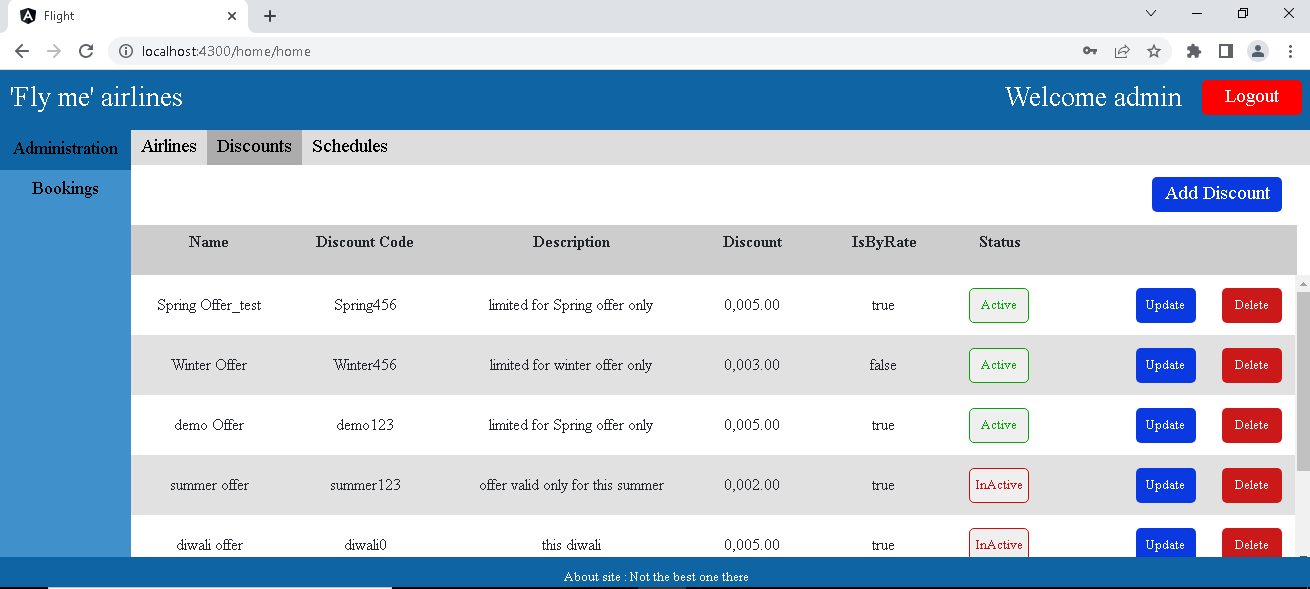 Flight
localhost:4300/home/home
'Fly me' airlines Welcome admin Logout
Administration Airlines Discounts Schedules
Bookings
Add Discount
Name Discount Code Description Discount IsByRate Status
Spring Offer_test Spring456 limited for Spring offer only 0,005.00 true Active Update Delete
Winter Offer Winter456 limited for winter offer only 0,003.00 false Active Update Delete
demo Offer demo123 limited for Spring offer only 0,005.00 true Active Update Delete
summer offer summer123 offer valid only for this summer 0,002.00 true InActive Update Delete
diwali offer diwali0 this diwali 0,005.00 true InActive Update Delete
About site : Not the best one there